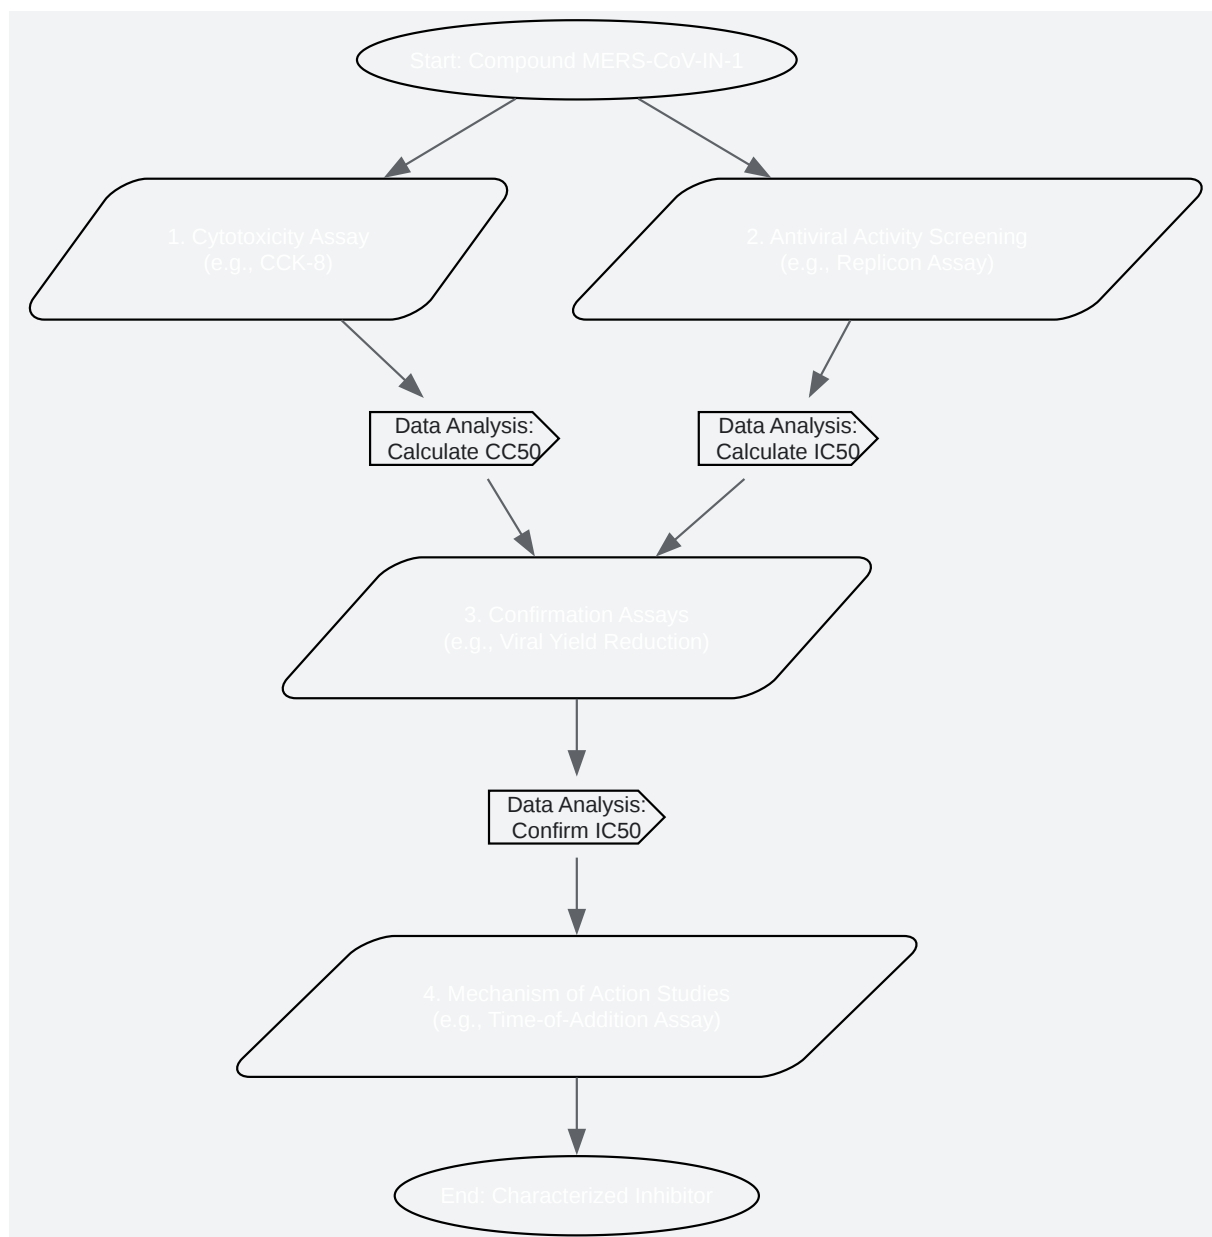 Start: Compound MERS-CoV-IN-1
1. Cytotoxicity Assay
(e.g., CCK-8)
2. Antiviral Activity Screening
(e.g., Replicon Assay)
Data Analysis:
Calculate CC50
Data Analysis:
Calculate IC50
3. Confirmation Assays
(e.g., Viral Yield Reduction)
Data Analysis:
Confirm IC50
4. Mechanism of Action Studies
(e.g., Time-of-Addition Assay)
End: Characterized Inhibitor